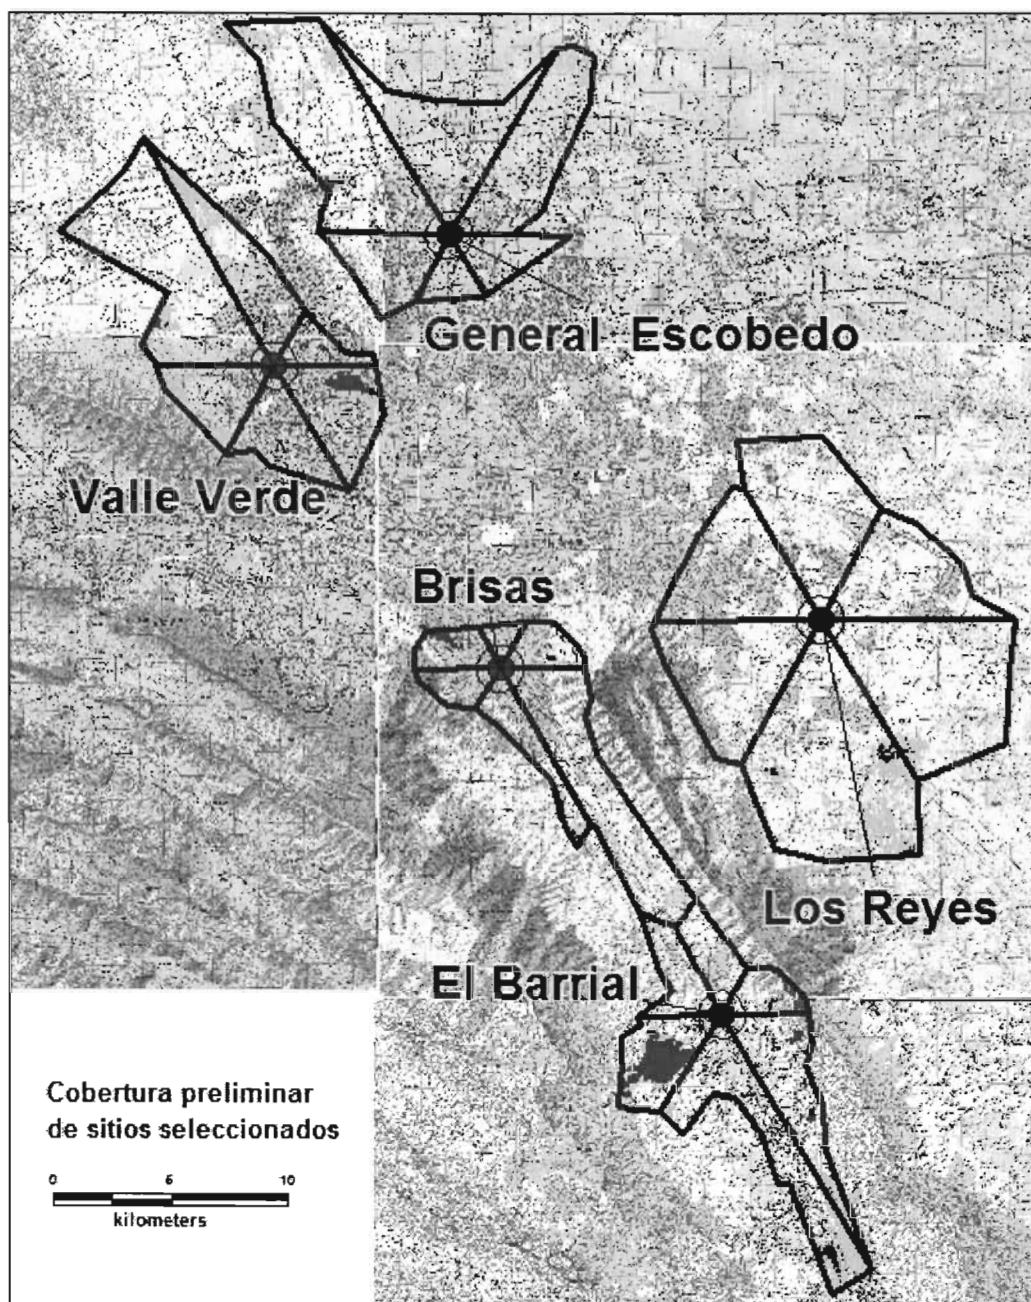 General Escobedo
Valle Verde
Brisas
Los Reyes
El Barrial
Cobertura preliminar
de sitios seleccionados
0 5 10
kilometers